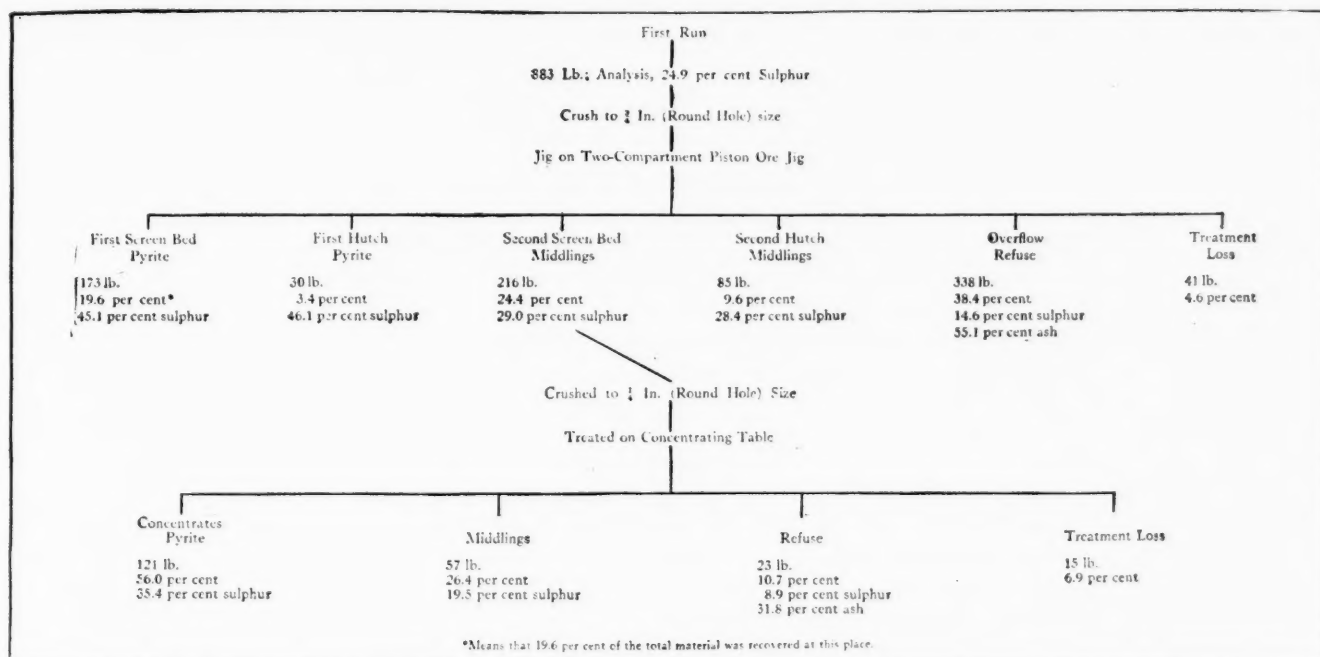 First Run
883 Lb.; Analysis, 24.9 per cent Sulphur
Crush to ¾ In. (Round Hole) size
Jig on Two-Compartment Piston Ore Jig
First Screen Bed
Pyrite
173 lb.
19.6 per cent*
45.1 per cent sulphur
First Hutch
Pyrite
30 lb.
3.4 per cent
46.1 per cent sulphur
Second Screen Bed
Middlings
216 lb.
24.4 per cent
29.0 per cent sulphur
Second Hutch
Middlings
85 lb.
9.6 per cent
28.4 per cent sulphur
Overflow
Refuse
338 lb.
38.4 per cent
14.6 per cent sulphur
55.1 per cent ash
Treatment
Loss
41 lb.
4.6 per cent
Crushed to ¼ In. (Round Hole) Size
Treated on Concentrating Table
Concentrates
Pyrite
121 lb.
56.0 per cent
35.4 per cent sulphur
Middlings
57 lb.
26.4 per cent
19.5 per cent sulphur
Refuse
23 lb.
10.7 per cent
8.9 per cent sulphur
31.8 per cent ash
Treatment Loss
15 lb.
6.9 per cent
*Means that 19.6 per cent of the total material was recovered at this place.